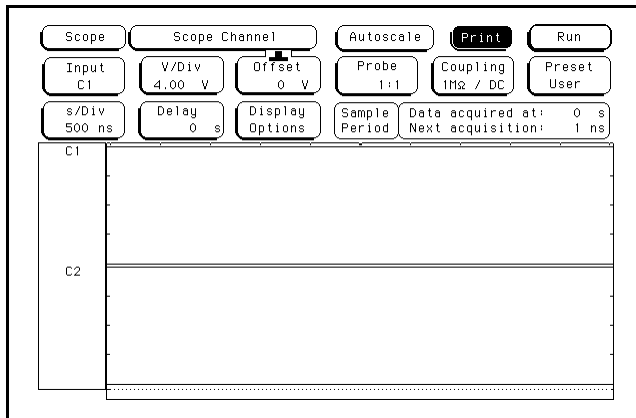 Scope Scope Channel Autoscale Print Run
Input V/Div Offset Probe Coupling Preset
C1 4.00 V 0 V 1:1 1MΩ / DC User
s/Div Delay Display Sample Data acquired at: 0 s
500 ns 0 s Options Period Next acquisition: 1 ns
C1
C2